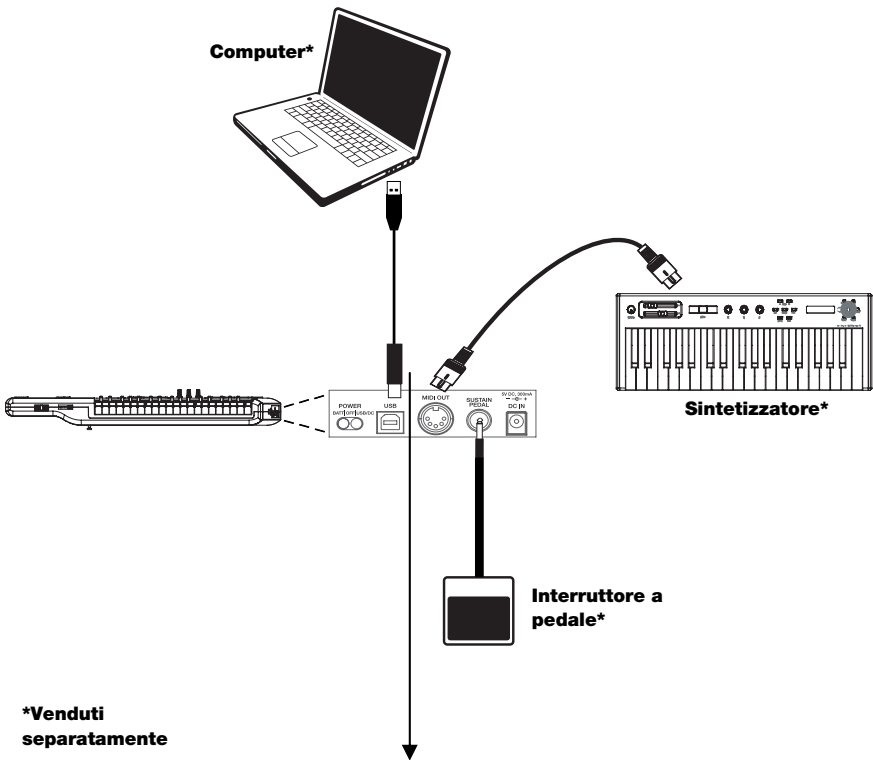 Computer*
Sintetizzatore*
POWER
BATT/OFF/USB/DC
USB
MIDI OUT
SUSTAIN
PEDAL
5V DC, 300mA
DC IN
Interruttore a
pedale*
*Venduti
separatamente